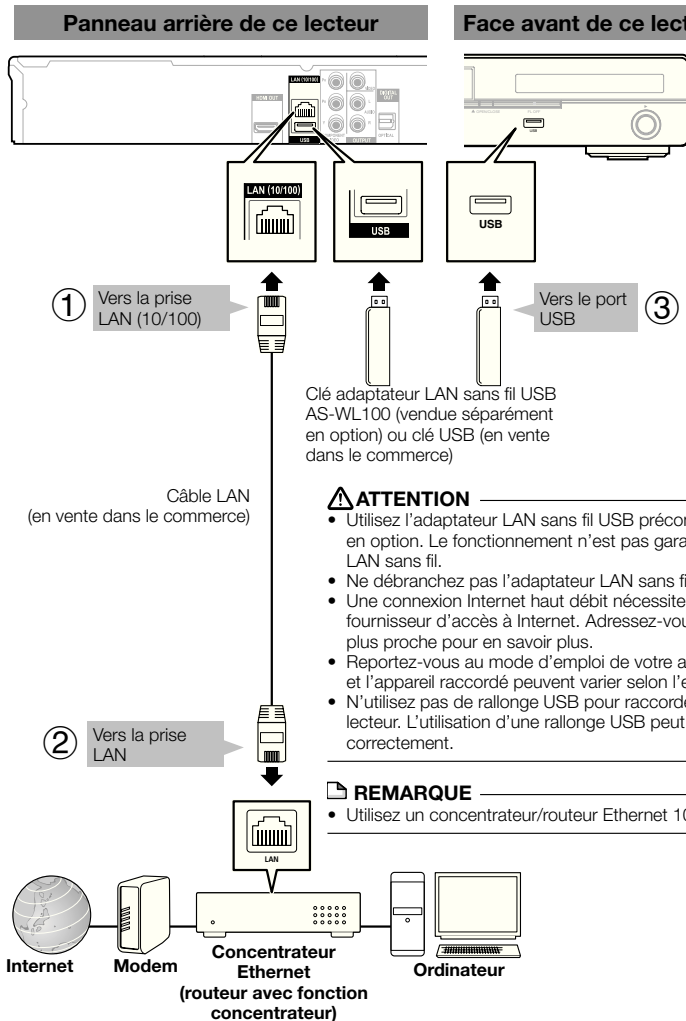 Panneau arrière de ce lecteur
Face avant de ce lect
HDMI OUT
LAN (10/100)
USB
DIGITAL OUT
OPTICAL
OUTPUT
USB
LAN (10/100)
USB
USB
① Vers la prise
LAN (10/100)
Vers le port
USB ③
Clé adaptateur LAN sans fil USB
AS-WL100 (vendue séparément
en option) ou clé USB (en vente
dans le commerce)
Câble LAN
(en vente dans le commerce)
ATTENTION
• Utilisez l'adaptateur LAN sans fil USB précon
en option. Le fonctionnement n'est pas gara
LAN sans fil.
• Ne débranchez pas l'adaptateur LAN sans fi
• Une connexion Internet haut débit nécessite
fournisseur d'accès à Internet. Adressez-vou
plus proche pour en savoir plus.
• Reportez-vous au mode d'emploi de votre a
et l'appareil raccordé peuvent varier selon l'e
• N'utilisez pas de rallonge USB pour raccorde
lecteur. L'utilisation d'une rallonge USB peut
correctement.
② Vers la prise
LAN
REMARQUE
• Utilisez un concentrateur/routeur Ethernet 10
LAN
Internet
Modem
Concentrateur
Ethernet
(routeur avec fonction
concentrateur)
Ordinateur